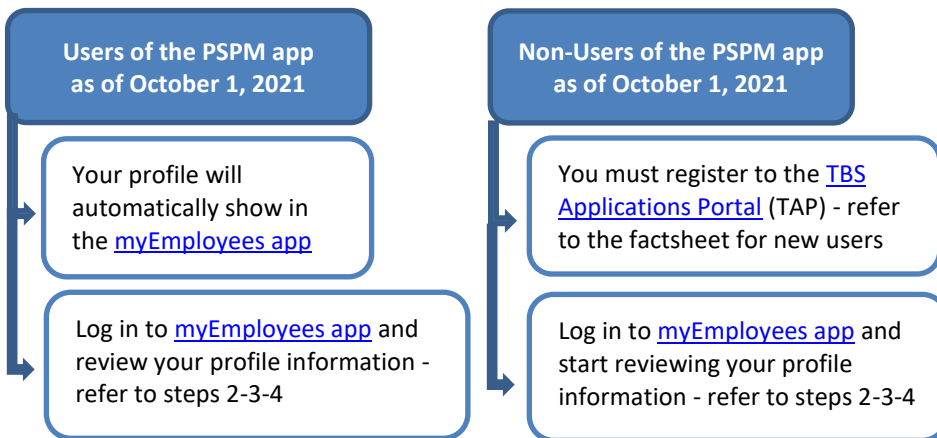 Users of the PSPM app
as of October 1, 2021
Your profile will
automatically show in
the myEmployees app
Log in to myEmployees app and
review your profile information -
refer to steps 2-3-4
Non-Users of the PSPM app
as of October 1, 2021
You must register to the TBS
Applications Portal (TAP) - refer
to the factsheet for new users
Log in to myEmployees app and
start reviewing your profile
information - refer to steps 2-3-4